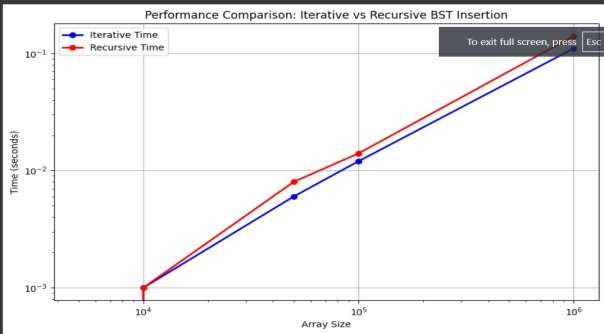 Performance Comparison: Iterative vs Recursive BST Insertion
Iterative Time
Recursive Time
To exit full screen, press Esc
10⁻¹
10⁻²
10⁻³
Time (seconds)
10⁴ 10⁵ 10⁶
Array Size